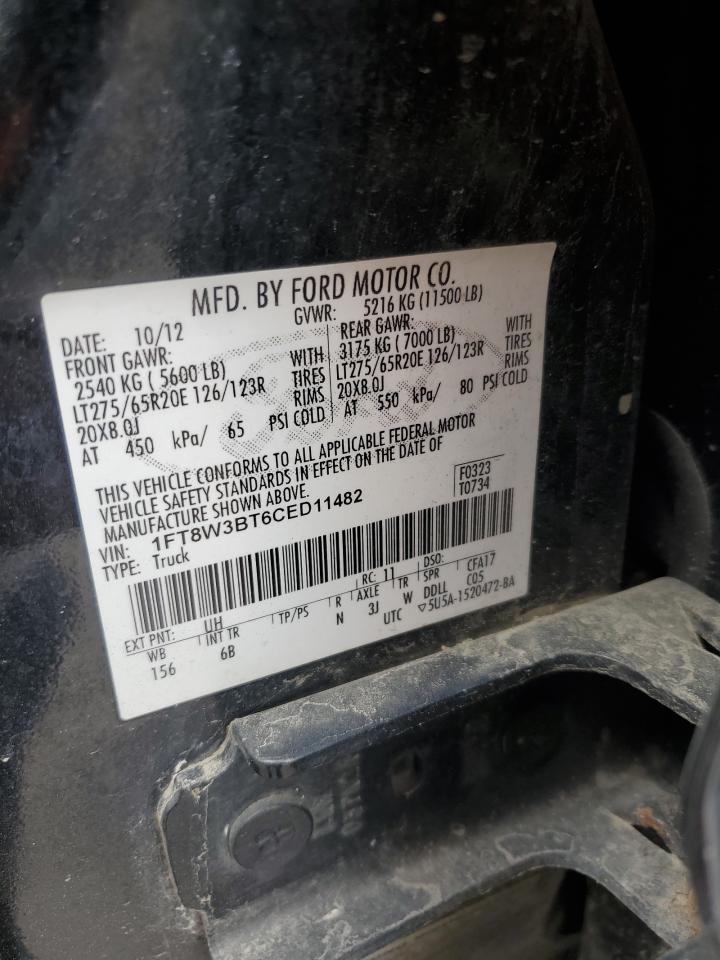 MFD. BY FORD MOTOR CO.
DATE: 10/12 GVWR: 5216 KG (11500 LB)
FRONT GAWR: REAR GAWR:
2540 KG ( 5600 LB) WITH 3175 KG ( 7000 LB) WITH
LT275/65R20E 126/123R TIRES LT275/65R20E 126/123R TIRES
20X8.0J RIMS 20X8.0J RIMS
AT 450 kPa/ 65 PSI COLD AT 550 kPa/ 80 PSI COLD
THIS VEHICLE CONFORMS TO ALL APPLICABLE FEDERAL MOTOR
VEHICLE SAFETY STANDARDS IN EFFECT ON THE DATE OF
MANUFACTURE SHOWN ABOVE.
F0323
T0734
VIN: 1FT8W3BT6CED11482
TYPE: Truck
EXT PNT: UH RC: 11 DSO:
WB INT TR TP/PS R AXLE TR SPR CFA17
156 6B N 3J W DDLL C05
UTC ▽5U5A-1520472-BA